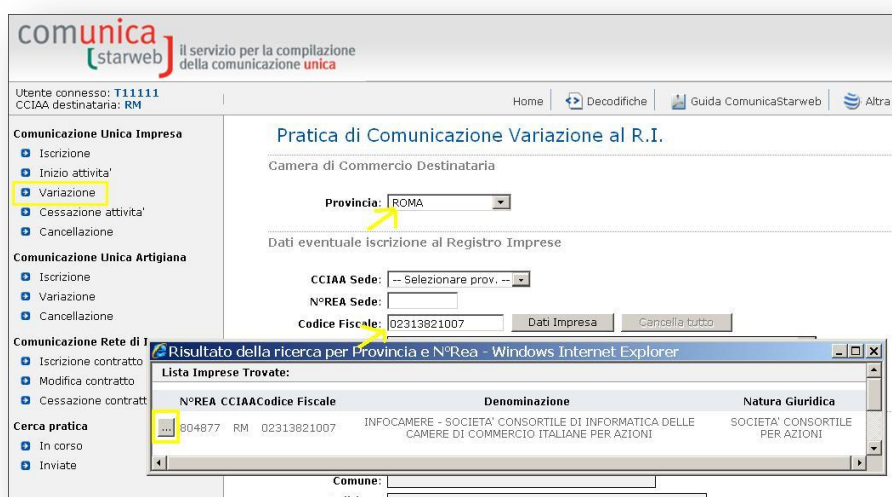 comunica
[starweb
il servizio per la compilazione
della comunicazione unica
Utente connesso: T11111
CCIAA destinataria: RM
Home
Decodifiche
Guida ComunicaStarweb
Altra
Comunicazione Unica Impresa
Iscrizione
Inizio attivita'
Variazione
Cessazione attivita'
Cancellazione
Comunicazione Unica Artigiana
Iscrizione
Variazione
Cancellazione
Comunicazione Rete di I
Iscrizione contratto
Modifica contratto
Cessazione contratt
Cerca pratica
In corso
Inviate
Pratica di Comunicazione Variazione al R.I.
Camera di Commercio Destinataria
Provincia: ROMA
Dati eventuale iscrizione al Registro Imprese
CCIAA Sede: -- Selezionare prov. --
N°REA Sede:
Codice Fiscale: 02313821007 Dati Impresa Cancella tutto
Risultato della ricerca per Provincia e N°Rea - Windows Internet Explorer
Lista Imprese Trovate:
N°REA CCIAA Codice Fiscale Denominazione Natura Giuridica
... 804877 RM 02313821007 INFOCAMERE - SOCIETA' CONSORTILE DI INFORMATICA DELLE SOCIETA' CONSORTILE
CAMERE DI COMMERCIO ITALIANE PER AZIONI PER AZIONI
Comune: